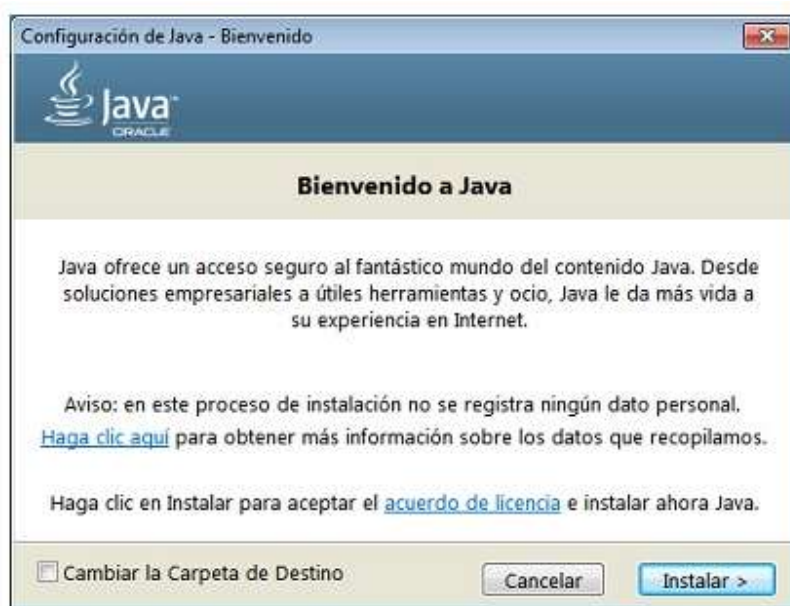 Configuración de Java - Bienvenido
Java™
ORACLE
Bienvenido a Java
Java ofrece un acceso seguro al fantástico mundo del contenido Java. Desde
soluciones empresariales a útiles herramientas y ocio, Java le da más vida a
su experiencia en Internet.
Aviso: en este proceso de instalación no se registra ningún dato personal.
Haga clic aquí para obtener más información sobre los datos que recopilamos.
Haga clic en Instalar para aceptar el acuerdo de licencia e instalar ahora Java.
Cambiar la Carpeta de Destino
Cancelar
Instalar >